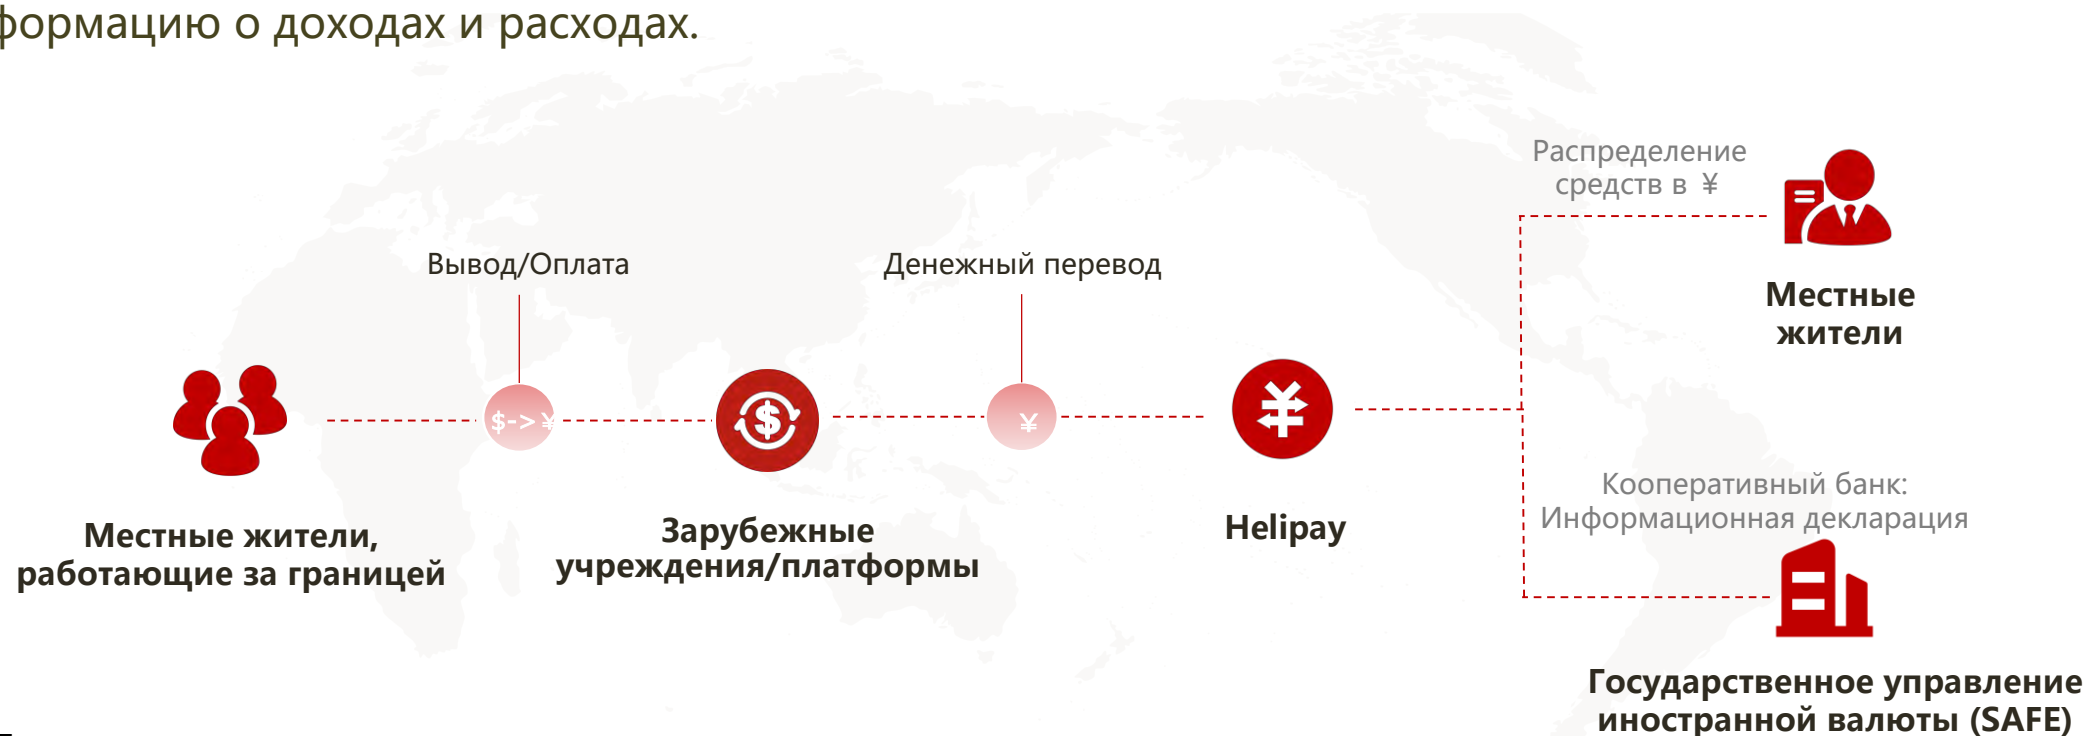 формацию о доходах и расходах.
Распределение
средств в ¥
Вывод/Оплата
Денежный перевод
Местные
жители
$->¥
¥
Кооперативный банк:
Информационная декларация
Местные жители,
работающие за границей
Зарубежные
учреждения/платформы
Helipay
Государственное управление
иностранной валюты (SAFE)